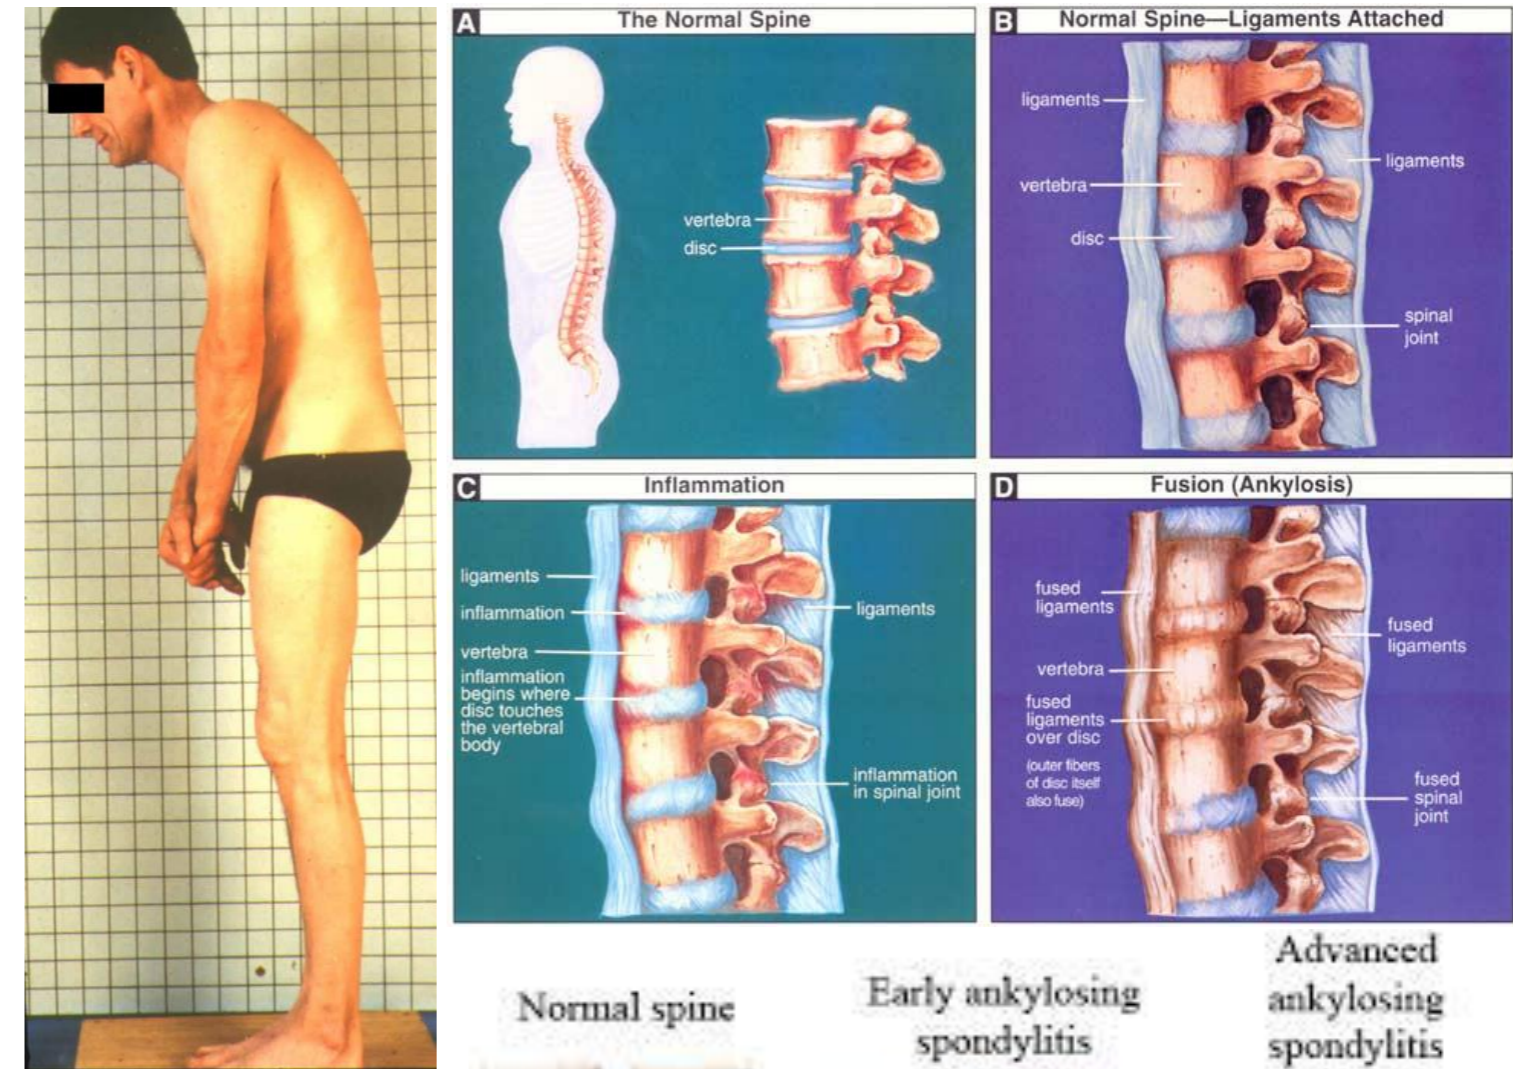 A The Normal Spine
vertebra
disc
B Normal Spine—Ligaments Attached
ligaments
ligaments
vertebra
disc
spinal
joint
C Inflammation
ligaments
inflammation
ligaments
vertebra
inflammation
begins where
disc touches
the vertebral
body
inflammation
in spinal joint
D Fusion (Ankylosis)
fused
ligaments
fused
ligaments
vertebra
fused
ligaments
over disc
(outer fibers
of disc itself
also fuse)
fused
spinal
joint
Normal spine
Early ankylosing
spondylitis
Advanced
ankylosing
spondylitis